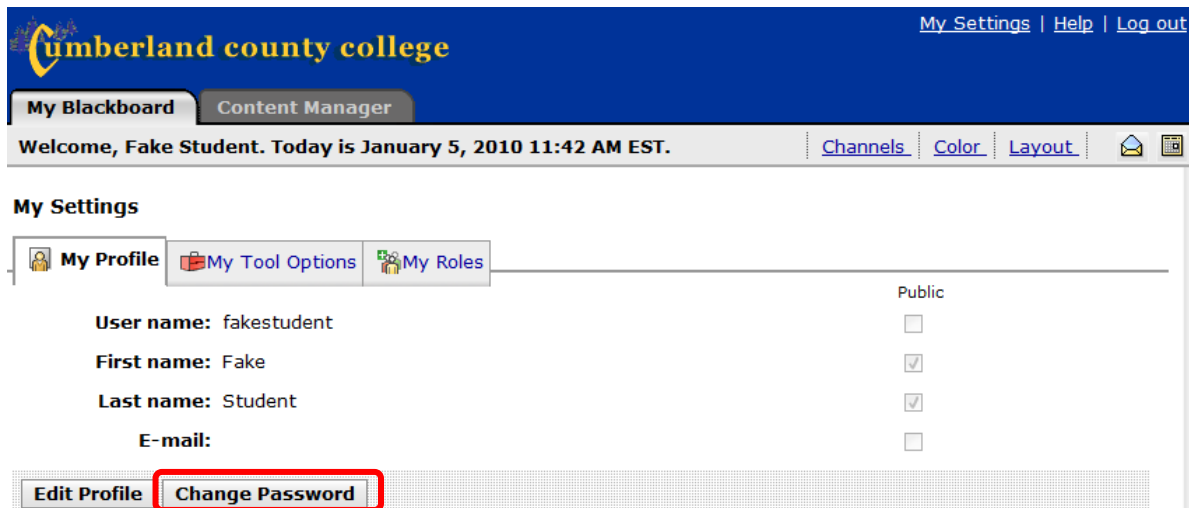 My Settings | Help | Log out
Cumberland county college
My Blackboard Content Manager
Welcome, Fake Student. Today is January 5, 2010 11:42 AM EST. Channels Color Layout
My Settings
My Profile My Tool Options My Roles
Public
User name: fakestudent
First name: Fake
Last name: Student
E-mail:
Edit Profile Change Password